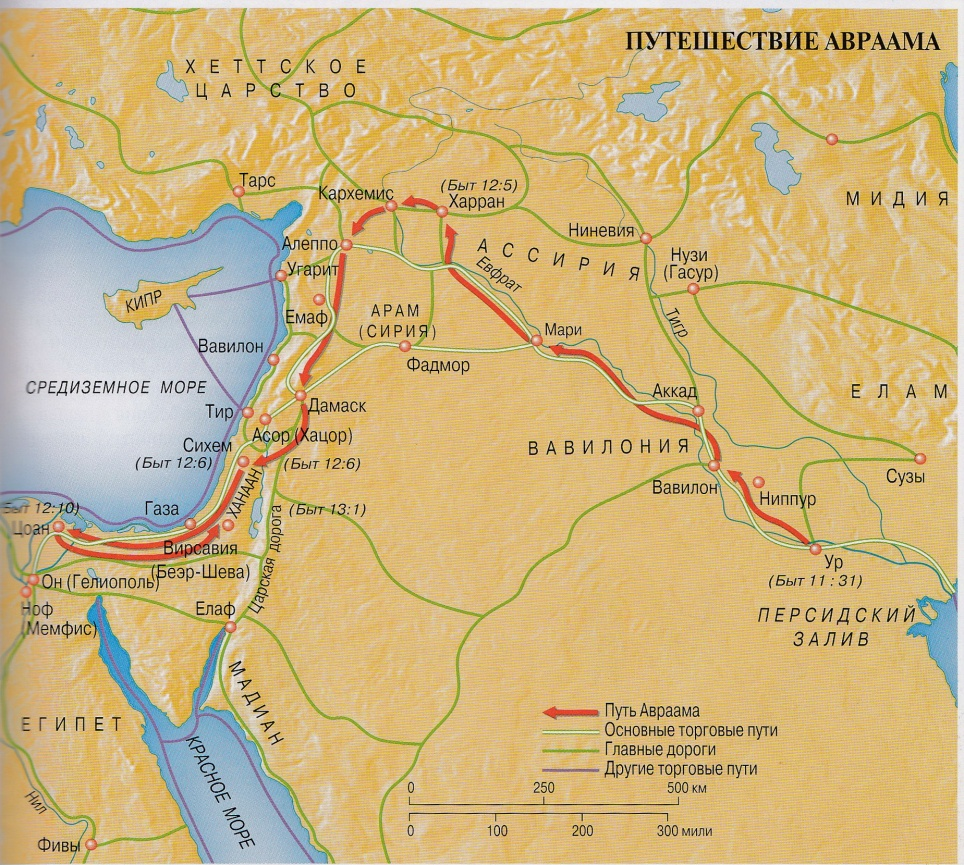 ПУТЕШЕСТВИЕ АВРААМА
ХЕТТСКОЕ
ЦАРСТВО
Тарс
Кархемис
(Быт 12:5)
Харран
МИДИЯ
Ниневия
АССИРИЯ
Нузи
(Гасур)
Алеппо
Угарит
Евфрат
КИПР
Емаф
АРАМ
(СИРИЯ)
Тигр
Мари
Вавилон
Фадмор
СРЕДИЗЕМНОЕ МОРЕ
Аккад
ЕЛАМ
Тир
Дамаск
Асор (Хацор)
Сихем
(Быт 12:6)
(Быт 12:6)
ВАВИЛОНИЯ
Вавилон
Сузы
Ниппур
ХАНААН
Газа
(Быт 13:1)
Быт 12:10)
Цоан
Вирсавия
(Беэр-Шева)
Царская дорога
Ур
(Быт 11:31)
Он (Гелиополь)
Ноф
(Мемфис)
Елаф
ПЕРСИДСКИЙ
ЗАЛИВ
МАДИАН
ЕГИПЕТ
КРАСНОЕ МОРЕ
Нил
Фивы
Путь Авраама
Основные торговые пути
Главные дороги
Другие торговые пути
0 250 500 км
0 100 200 300 мили